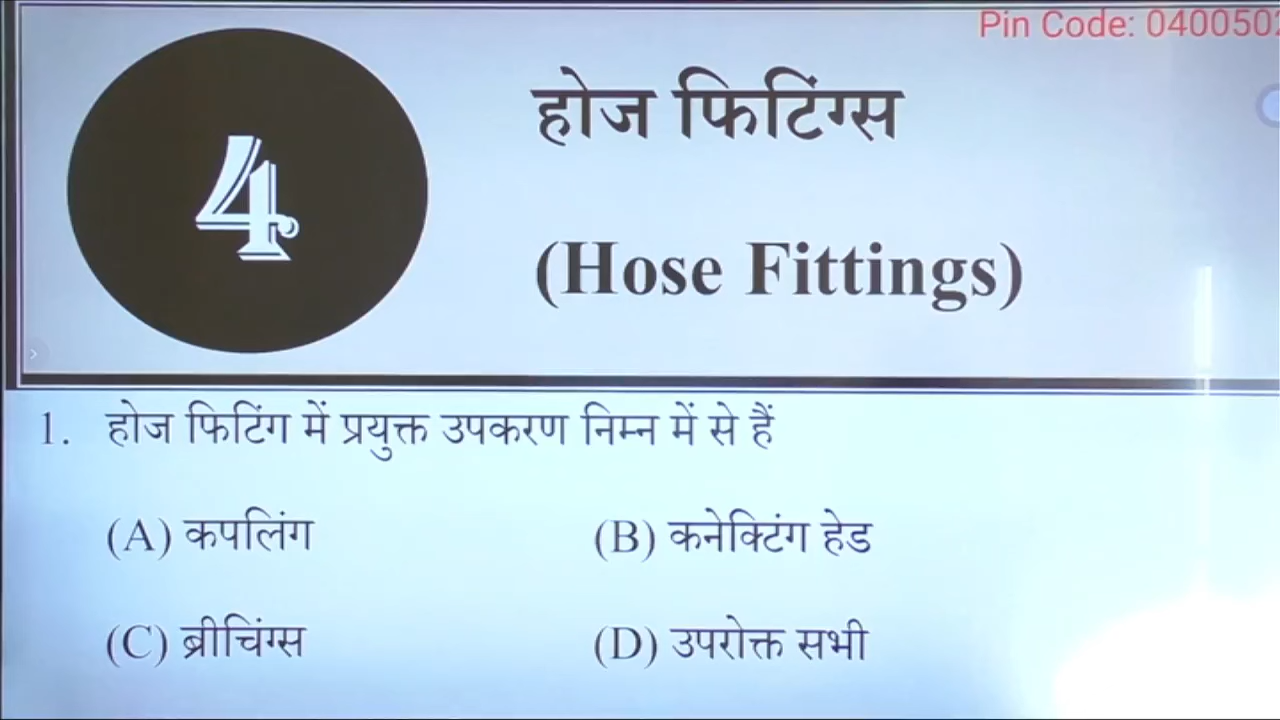 Pin Code: 040050
4
होज फिटिंग्स
(Hose Fittings)
1. होज फिटिंग में प्रयुक्त उपकरण निम्न में से हैं
(A) कपलिंग (B) कनेक्टिंग हेड
(C) ब्रीचिंग्स (D) उपरोक्त सभी